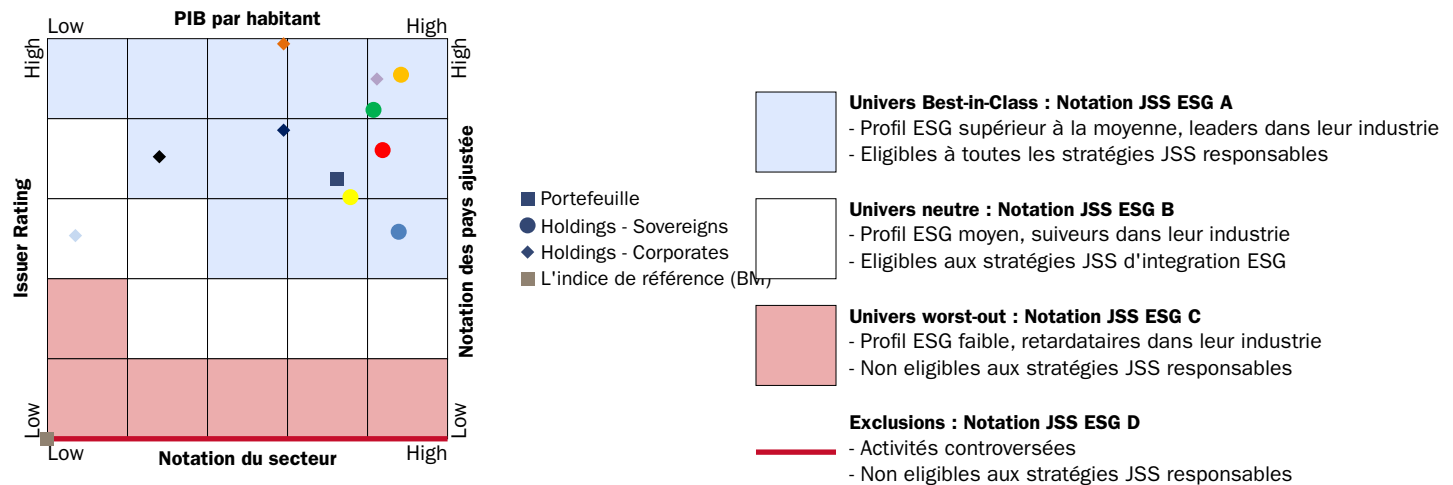 PIB par habitant
Low
High
High
High
Issuer Rating
Notation des pays ajustée
Low
Low
Low
High
Notation du secteur
Portefeuille
Holdings - Sovereigns
Holdings - Corporates
L'indice de référence (BM)
Univers Best-in-Class : Notation JSS ESG A
- Profil ESG supérieur à la moyenne, leaders dans leur industrie
- Eligibles à toutes les stratégies JSS responsables
Univers neutre : Notation JSS ESG B
- Profil ESG moyen, suiveurs dans leur industrie
- Eligibles aux stratégies JSS d'integration ESG
Univers worst-out : Notation JSS ESG C
- Profil ESG faible, retardataires dans leur industrie
- Non eligibles aux stratégies JSS responsables
Exclusions : Notation JSS ESG D
- Activités controversées
- Non eligibles aux stratégies JSS responsables